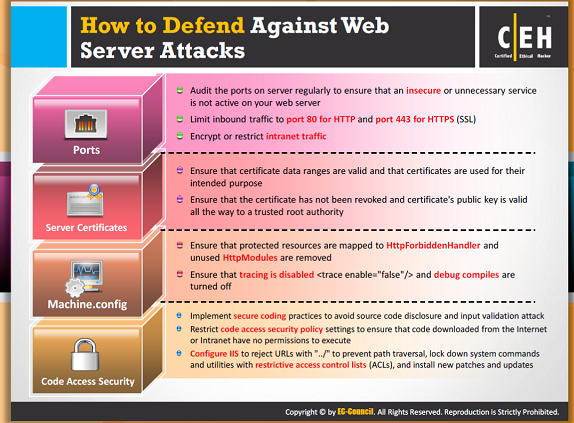 How to Defend Against Web
Server Attacks
C|EH
Certified Ethical Hacker
Ports
Audit the ports on server regularly to ensure that an insecure or unnecessary service
is not active on your web server
Limit inbound traffic to port 80 for HTTP and port 443 for HTTPS (SSL)
Encrypt or restrict intranet traffic
Server Certificates
Ensure that certificate data ranges are valid and that certificates are used for their
intended purpose
Ensure that the certificate has not been revoked and certificate's public key is valid
all the way to a trusted root authority
Machine.config
Ensure that protected resources are mapped to HttpForbiddenHandler and
unused HttpModules are removed
Ensure that tracing is disabled <trace enable="false"/> and debug compiles are
turned off
Code Access Security
Implement secure coding practices to avoid source code disclosure and input validation attack
Restrict code access security policy settings to ensure that code downloaded from the Internet
or Intranet have no permissions to execute
Configure IIS to reject URLs with "../" to prevent path traversal, lock down system commands
and utilities with restrictive access control lists (ACLs), and install new patches and updates
Copyright © by EC-Council. All Rights Reserved. Reproduction is Strictly Prohibited.